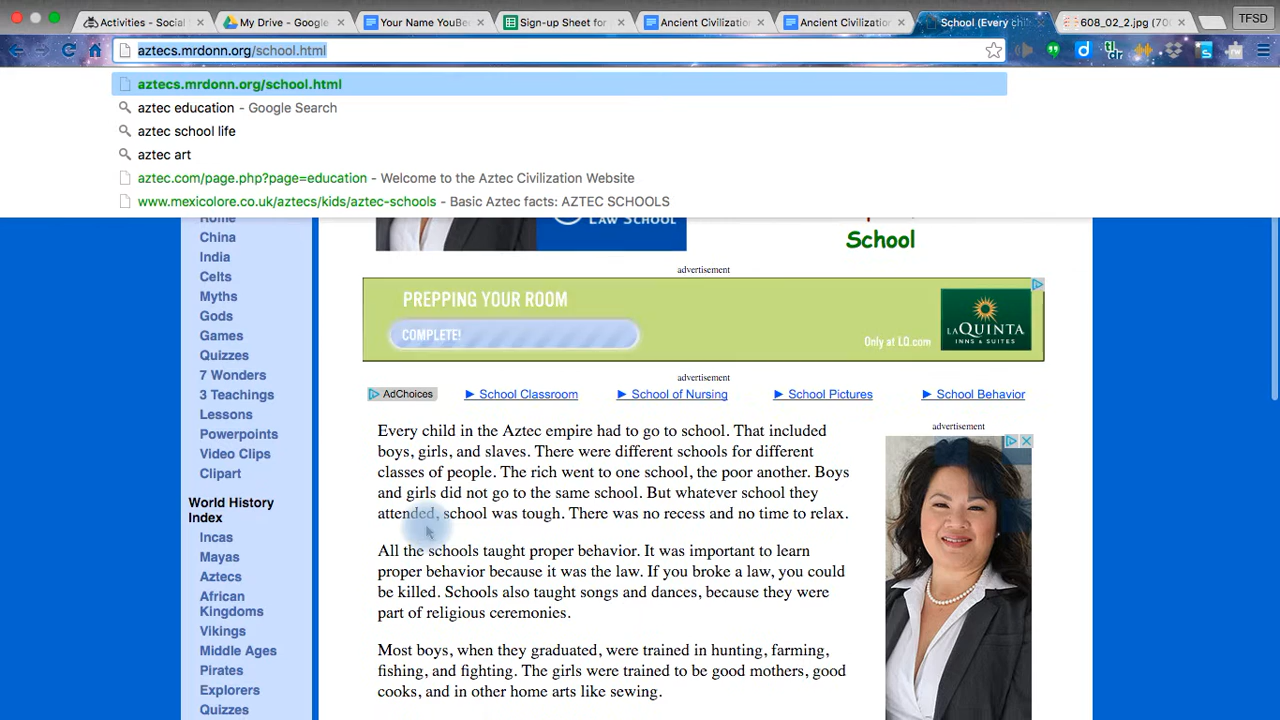 Activities - Social
My Drive - Google
Your Name YouBe
Sign-up Sheet for
Ancient Civilizatio
Ancient Civilizatio
School (Every chi
608_02_2.jpg (70
TFSD
aztecs.mrdonn.org/school.html
aztecs.mrdonn.org/school.html
aztec education - Google Search
aztec school life
aztec art
aztec.com/page.php?page=education - Welcome to the Aztec Civilization Website
www.mexicolore.co.uk/aztecs/kids/aztec-schools - Basic Aztec facts: AZTEC SCHOOLS
Home
China
India
Celts
Myths
Gods
Games
Quizzes
7 Wonders
3 Teachings
Lessons
Powerpoints
Video Clips
Clipart
World History
Index
Incas
Mayas
Aztecs
African
Kingdoms
Vikings
Middle Ages
Pirates
Explorers
Quizzes
LAW SCHOOL
School
advertisement
PREPPING YOUR ROOM
COMPLETE!
Only at LQ.com
LAQUINTA
INNS & SUITES
advertisement
AdChoices
► School Classroom
► School of Nursing
► School Pictures
► School Behavior
Every child in the Aztec empire had to go to school. That included
boys, girls, and slaves. There were different schools for different
classes of people. The rich went to one school, the poor another. Boys
and girls did not go to the same school. But whatever school they
attended, school was tough. There was no recess and no time to relax.
All the schools taught proper behavior. It was important to learn
proper behavior because it was the law. If you broke a law, you could
be killed. Schools also taught songs and dances, because they were
part of religious ceremonies.
Most boys, when they graduated, were trained in hunting, farming,
fishing, and fighting. The girls were trained to be good mothers, good
cooks, and in other home arts like sewing.
advertisement